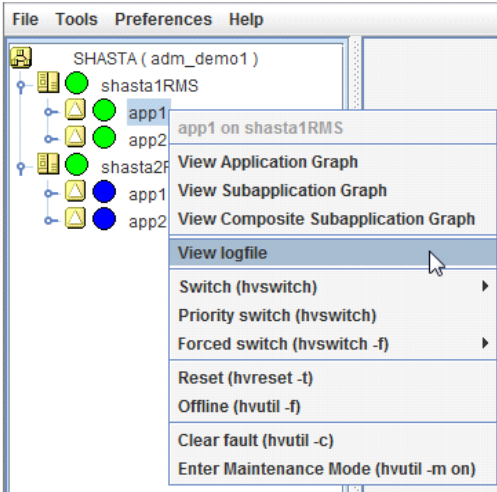 File Tools Preferences Help
SHASTA ( adm_demo1 )
shasta1RMS
app1
app2
shasta2
app1
app2
app1 on shasta1RMS
View Application Graph
View Subapplication Graph
View Composite Subapplication Graph
View logfile
Switch (hvswitch)
Priority switch (hvswitch)
Forced switch (hvswitch -f)
Reset (hvreset -t)
Offline (hvutil -f)
Clear fault (hvutil -c)
Enter Maintenance Mode (hvutil -m on)